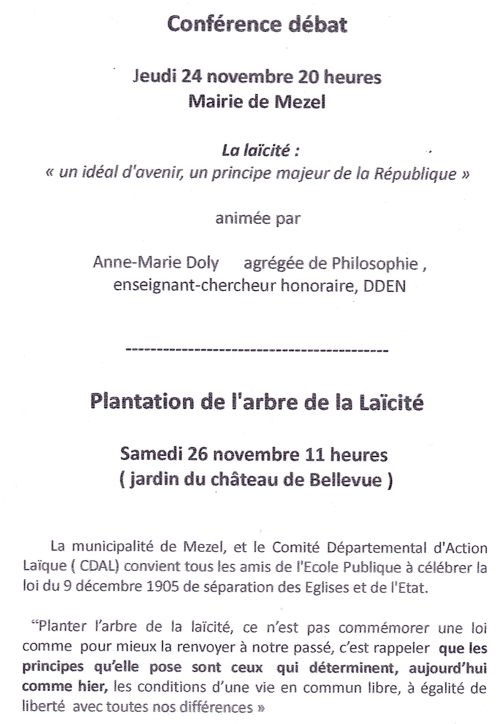 Conférence débat
Jeudi 24 novembre 20 heures
Mairie de Mezel
La laïcité :
« un idéal d'avenir, un principe majeur de la République »
animée par
Anne-Marie Doly agrégée de Philosophie ,
enseignant-chercheur honoraire, DDEN
------------------------------------------
Plantation de l'arbre de la Laïcité
Samedi 26 novembre 11 heures
( jardin du château de Bellevue )
La municipalité de Mezel, et le Comité Départemental d'Action
Laïque ( CDAL) convient tous les amis de l'Ecole Publique à célébrer la
loi du 9 décembre 1905 de séparation des Eglises et de l'Etat.
“Planter l’arbre de la laïcité, ce n’est pas commémorer une loi
comme pour mieux la renvoyer à notre passé, c’est rappeler que les
principes qu’elle pose sont ceux qui déterminent, aujourd’hui
comme hier, les conditions d’une vie en commun libre, à égalité de
liberté avec toutes nos différences »